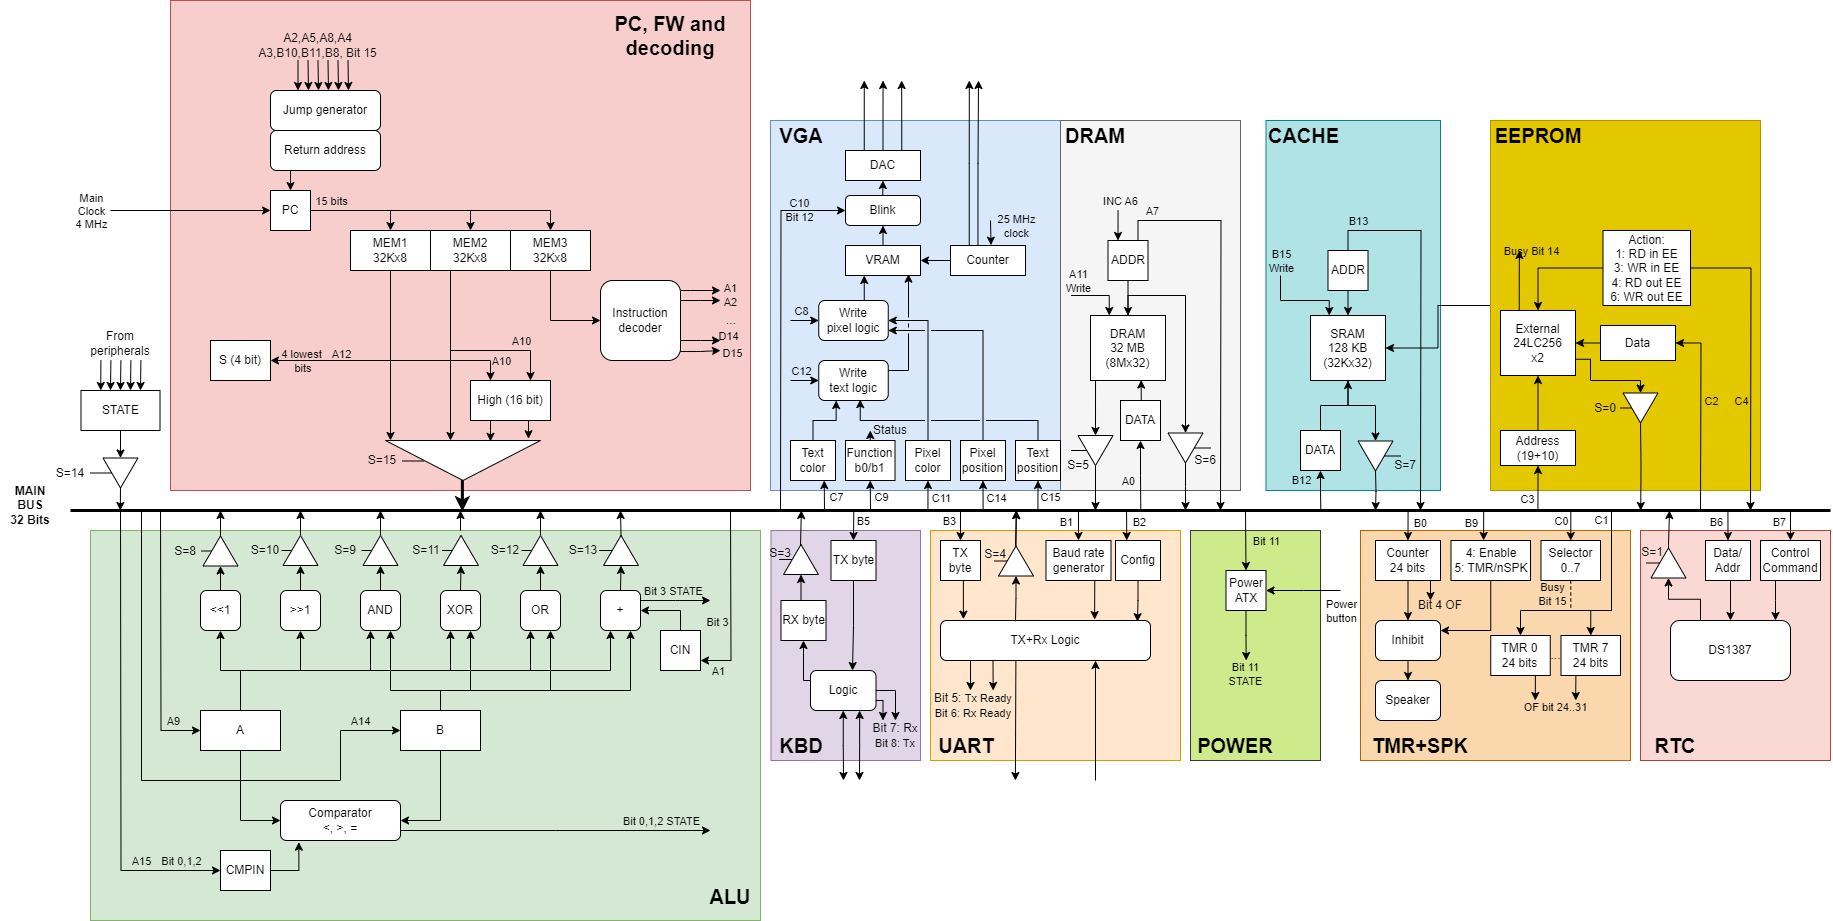 PC, FW and
decoding
A2,A5,A8,A4
A3,B10,B11,B8, Bit 15
Jump generator
Return address
Main
Clock
4 MHz
PC
15 bits
MEM1
32Kx8
MEM2
32Kx8
MEM3
32Kx8
Instruction
decoder
A1
A2
...
D14
D15
From
peripherals
STATE
S=14
S (4 bit)
4 lowest
bits
A12
A10
A10
High (16 bit)
S=15
MAIN
BUS
32 Bits
VGA
DAC
C10
Bit 12
Blink
25 MHz
clock
VRAM
Counter
C8
Write
pixel logic
C12
Write
text logic
Status
Text
color
Function
b0/b1
Pixel
color
Pixel
position
Text
position
C7
C9
C11
C14
C15
DRAM
INC A6
A7
ADDR
A11
Write
DRAM
32 MB
(8Mx32)
DATA
S=5
S=6
A0
CACHE
B13
B15
Write
ADDR
SRAM
128 KB
(32Kx32)
DATA
S=7
B12
EEPROM
Busy Bit 14
Action:
1: RD in EE
3: WR in EE
4: RD out EE
6: WR out EE
External
24LC256
x2
Data
S=0
C2
C4
Address
(19+10)
C3
S=8
S=10
S=9
S=11
S=12
S=13
<<1
>>1
AND
XOR
OR
+
Bit 3 STATE
Bit 3
CIN
A1
A9
A
A14
B
Comparator
<, >, =
Bit 0,1,2 STATE
A15
Bit 0,1,2
CMPIN
ALU
S=3
B5
TX byte
RX byte
Logic
Bit 7: Rx
Bit 8: Tx
KBD
B3
S=4
B1
B2
TX
byte
Baud rate
generator
Config
TX+Rx Logic
Bit 5: Tx Ready
Bit 6: Rx Ready
UART
Bit 11
Power
ATX
Power
button
Bit 11
STATE
POWER
B0
B9
C0
C1
Counter
24 bits
4: Enable
5: TMR/nSPK
Selector
0..7
Busy
Bit 15
Bit 4 OF
Inhibit
TMR 0
24 bits
TMR 7
24 bits
Speaker
OF bit 24..31
TMR+SPK
S=1
B6
B7
Data/
Addr
Control
Command
DS1387
RTC